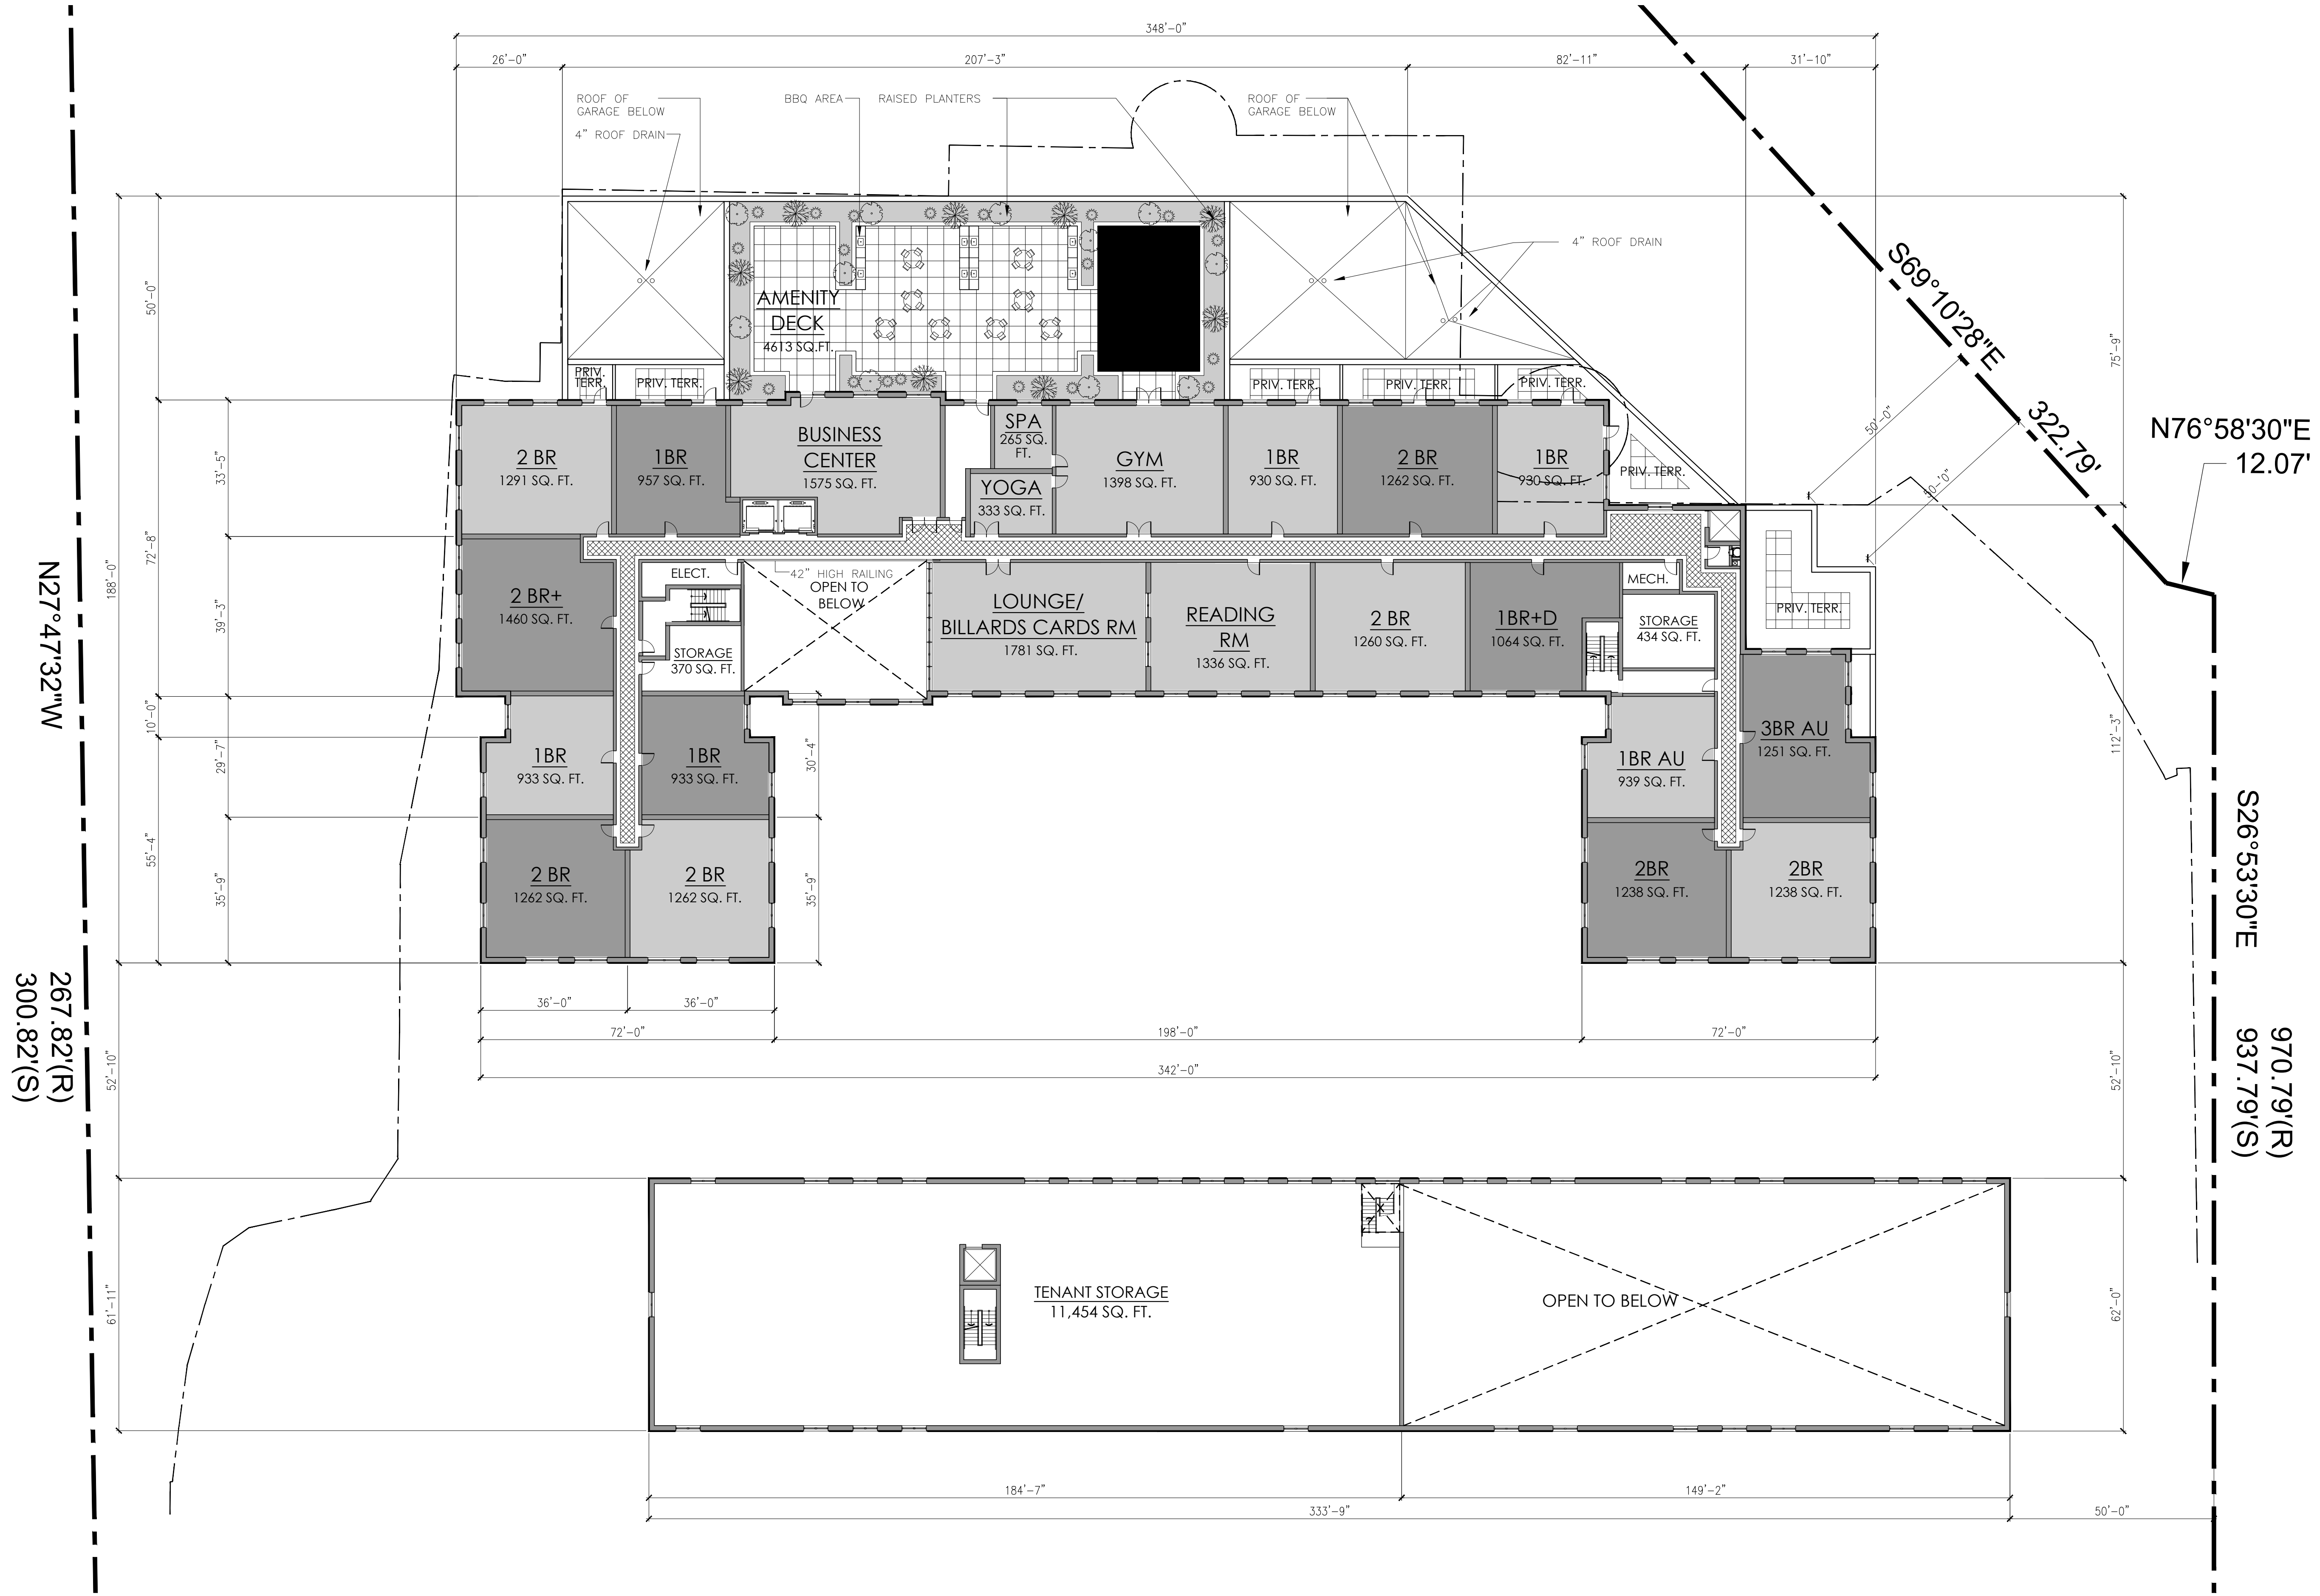 348'-0"
26'-0"
207'-3"
82'-11"
31'-10"
ROOF OF
GARAGE BELOW
4" ROOF DRAIN
BBQ AREA
RAISED PLANTERS
ROOF OF
GARAGE BELOW
4" ROOF DRAIN
AMENITY
DECK
4613 SQ.FT.
PRIV.
TERR.
PRIV. TERR.
PRIV. TERR.
PRIV. TERR.
PRIV. TERR.
PRIV. TERR.
PRIV. TERR.
S69°10'28"E
322.79'
N76°58'30"E
12.07'
50'-0"
50'-0"
50'-0"
75'-9"
33'-5"
72'-8"
188'-0"
39'-3"
10'-0"
29'-7"
55'-4"
35'-9"
112'-3"
N27°47'32"W
267.82'(R)
300.82'(S)
S26°53'30"E
970.79'(R)
937.79'(S)
2 BR
1291 SQ. FT.
1BR
957 SQ. FT.
BUSINESS
CENTER
1575 SQ. FT.
SPA
265 SQ.
FT.
YOGA
333 SQ. FT.
GYM
1398 SQ. FT.
1BR
930 SQ. FT.
2 BR
1262 SQ. FT.
1BR
930 SQ. FT.
2 BR+
1460 SQ. FT.
ELECT.
STORAGE
370 SQ. FT.
42" HIGH RAILING
OPEN TO
BELOW
LOUNGE/
BILLARDS CARDS RM
1781 SQ. FT.
READING
RM
1336 SQ. FT.
2 BR
1260 SQ. FT.
1BR+D
1064 SQ. FT.
MECH.
STORAGE
434 SQ. FT.
1BR
933 SQ. FT.
1BR
933 SQ. FT.
30'-4"
1BR AU
939 SQ. FT.
3BR AU
1251 SQ. FT.
2 BR
1262 SQ. FT.
2 BR
1262 SQ. FT.
35'-9"
2BR
1238 SQ. FT.
2BR
1238 SQ. FT.
36'-0"
36'-0"
72'-0"
198'-0"
72'-0"
342'-0"
52'-10"
52'-10"
61'-11"
62'-0"
TENANT STORAGE
11,454 SQ. FT.
OPEN TO BELOW
184'-7"
149'-2"
333'-9"
50'-0"